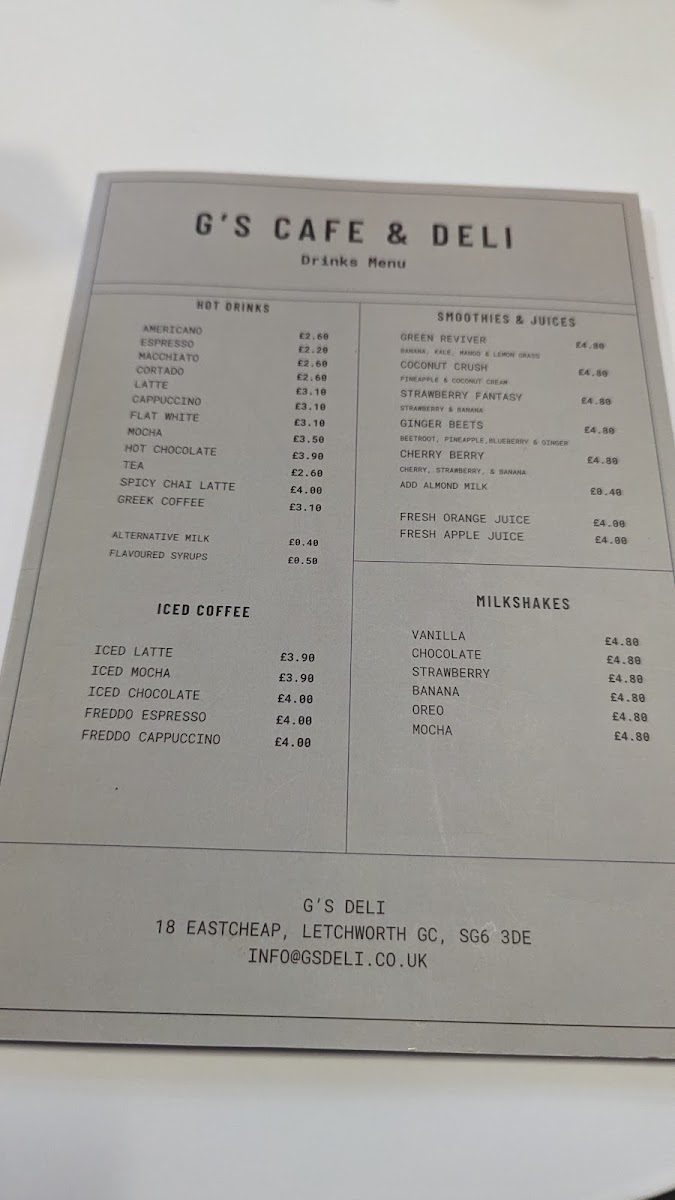 G'S CAFE & DELI
Drinks Menu
HOT DRINKS
AMERICANO £2.60
ESPRESSO £2.20
MACCHIATO £2.60
CORTADO £2.60
LATTE £3.10
CAPPUCCINO £3.10
FLAT WHITE £3.10
MOCHA £3.50
HOT CHOCOLATE £3.90
TEA £2.60
SPICY CHAI LATTE £4.00
GREEK COFFEE £3.10
ALTERNATIVE MILK £0.40
FLAVOURED SYRUPS £0.50
ICED COFFEE
ICED LATTE £3.90
ICED MOCHA £3.90
ICED CHOCOLATE £4.00
FREDDO ESPRESSO £4.00
FREDDO CAPPUCCINO £4.00
SMOOTHIES & JUICES
GREEN REVIVER £4.80
BANANA, KALE, MANGO & LEMON GRASS
COCONUT CRUSH £4.80
PINEAPPLE & COCONUT CREAM
STRAWBERRY FANTASY £4.80
STRAWBERRY & BANANA
GINGER BEETS £4.80
BEETROOT, PINEAPPLE,BLUEBERRY & GINGER
CHERRY BERRY £4.80
CHERRY, STRAWBERRY, & BANANA
ADD ALMOND MILK £0.40
FRESH ORANGE JUICE £4.00
FRESH APPLE JUICE £4.00
MILKSHAKES
VANILLA £4.80
CHOCOLATE £4.80
STRAWBERRY £4.80
BANANA £4.80
OREO £4.80
MOCHA £4.80
G'S DELI
18 EASTCHEAP, LETCHWORTH GC, SG6 3DE
INFO@GSDELI.CO.UK